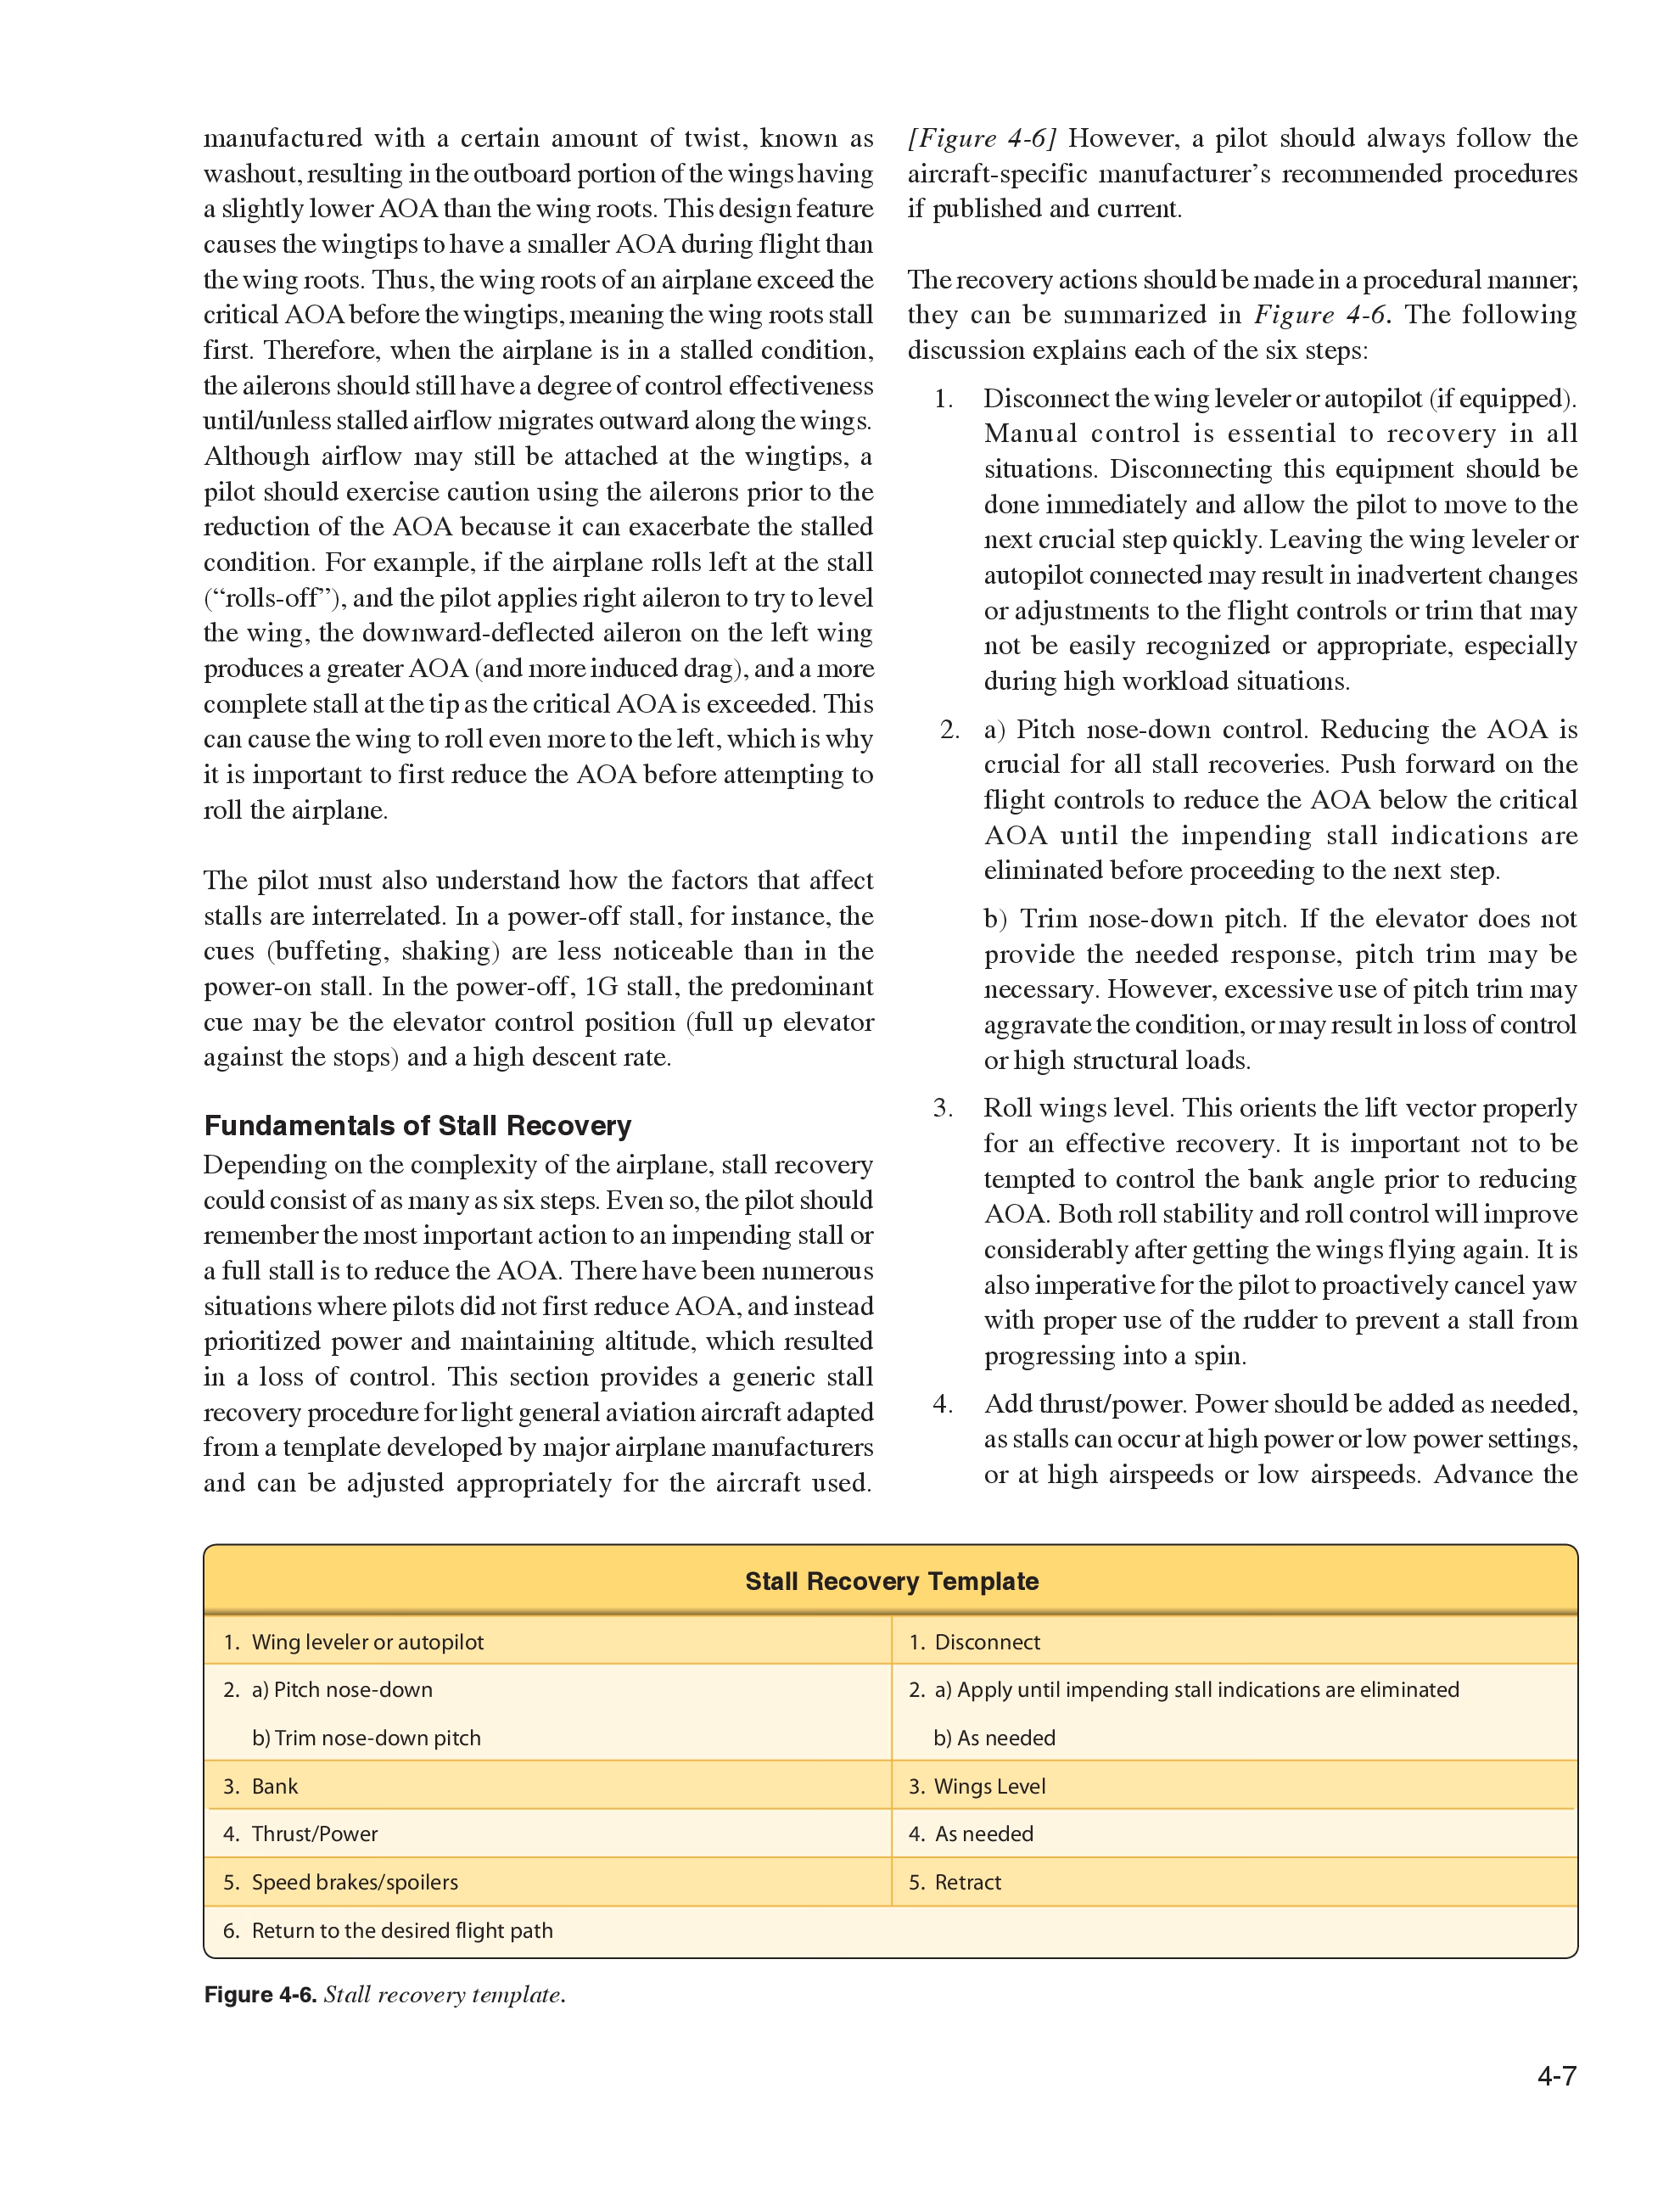 manufactured with a certain amount of twist, known as
washout, resulting in the outboard portion of the wings having
a slightly lower AOA than the wing roots. This design feature
causes the wingtips to have a smaller AOA during flight than
the wing roots. Thus, the wing roots of an airplane exceed the
critical AOA before the wingtips, meaning the wing roots stall
first. Therefore, when the airplane is in a stalled condition,
the ailerons should still have a degree of control effectiveness
until/unless stalled airflow migrates outward along the wings.
Although airflow may still be attached at the wingtips, a
pilot should exercise caution using the ailerons prior to the
reduction of the AOA because it can exacerbate the stalled
condition. For example, if the airplane rolls left at the stall
(“rolls-off”), and the pilot applies right aileron to try to level
the wing, the downward-deflected aileron on the left wing
produces a greater AOA (and more induced drag), and a more
complete stall at the tip as the critical AOA is exceeded. This
can cause the wing to roll even more to the left, which is why
it is important to first reduce the AOA before attempting to
roll the airplane.
The pilot must also understand how the factors that affect
stalls are interrelated. In a power-off stall, for instance, the
cues (buffeting, shaking) are less noticeable than in the
power-on stall. In the power-off, 1G stall, the predominant
cue may be the elevator control position (full up elevator
against the stops) and a high descent rate.
Fundamentals of Stall Recovery
Depending on the complexity of the airplane, stall recovery
could consist of as many as six steps. Even so, the pilot should
remember the most important action to an impending stall or
a full stall is to reduce the AOA. There have been numerous
situations where pilots did not first reduce AOA, and instead
prioritized power and maintaining altitude, which resulted
in a loss of control. This section provides a generic stall
recovery procedure for light general aviation aircraft adapted
from a template developed by major airplane manufacturers
and can be adjusted appropriately for the aircraft used.
[Figure 4-6] However, a pilot should always follow the
aircraft-specific manufacturer’s recommended procedures
if published and current.
The recovery actions should be made in a procedural manner;
they can be summarized in Figure 4-6. The following
discussion explains each of the six steps:
1. Disconnect the wing leveler or autopilot (if equipped).
Manual control is essential to recovery in all
situations. Disconnecting this equipment should be
done immediately and allow the pilot to move to the
next crucial step quickly. Leaving the wing leveler or
autopilot connected may result in inadvertent changes
or adjustments to the flight controls or trim that may
not be easily recognized or appropriate, especially
during high workload situations.
2. a) Pitch nose-down control. Reducing the AOA is
crucial for all stall recoveries. Push forward on the
flight controls to reduce the AOA below the critical
AOA until the impending stall indications are
eliminated before proceeding to the next step.
b) Trim nose-down pitch. If the elevator does not
provide the needed response, pitch trim may be
necessary. However, excessive use of pitch trim may
aggravate the condition, or may result in loss of control
or high structural loads.
3. Roll wings level. This orients the lift vector properly
for an effective recovery. It is important not to be
tempted to control the bank angle prior to reducing
AOA. Both roll stability and roll control will improve
considerably after getting the wings flying again. It is
also imperative for the pilot to proactively cancel yaw
with proper use of the rudder to prevent a stall from
progressing into a spin.
4. Add thrust/power. Power should be added as needed,
as stalls can occur at high power or low power settings,
or at high airspeeds or low airspeeds. Advance the
Stall Recovery Template
1. Wing leveler or autopilot 1. Disconnect
2. a) Pitch nose-down 2. a) Apply until impending stall indications are eliminated
b) Trim nose-down pitch b) As needed
3. Bank 3. Wings Level
4. Thrust/Power 4. As needed
5. Speed brakes/spoilers 5. Retract
6. Return to the desired flight path
Figure 4-6. Stall recovery template.
4-7